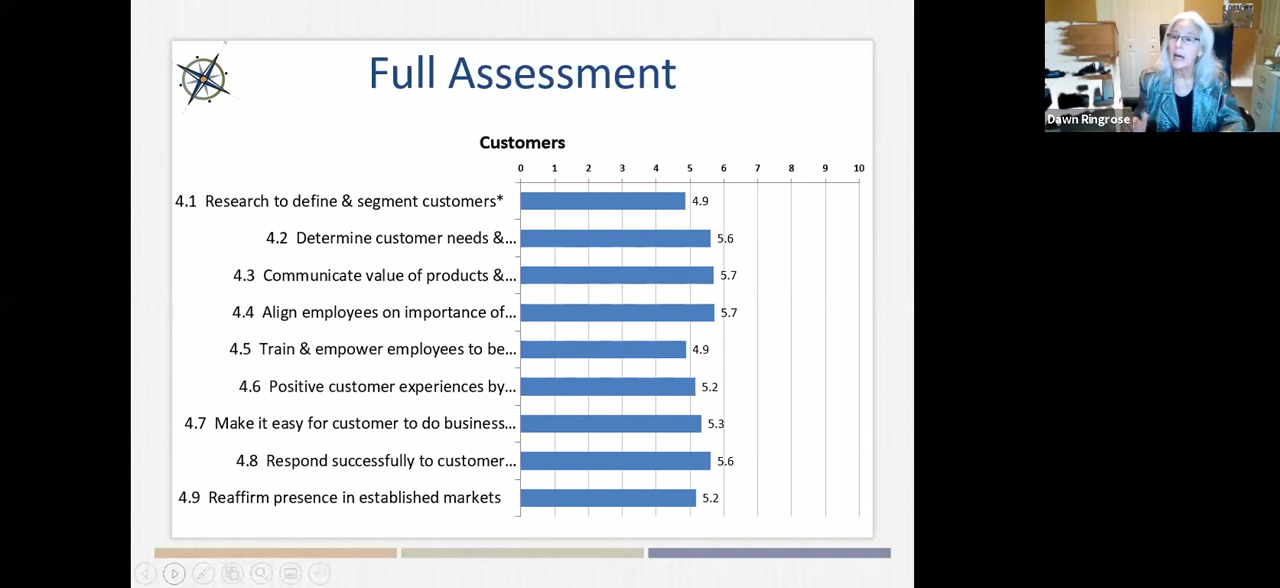 Full Assessment
Customers
0 1 2 3 4 5 6 7 8 9 10
4.1 Research to define & segment customers* 4.9
4.2 Determine customer needs &... 5.6
4.3 Communicate value of products &... 5.7
4.4 Align employees on importance of... 5.7
4.5 Train & empower employees to be... 4.9
4.6 Positive customer experiences by... 5.2
4.7 Make it easy for customer to do business... 5.3
4.8 Respond successfully to customer... 5.6
4.9 Reaffirm presence in established markets 5.2
Dawn Ringrose